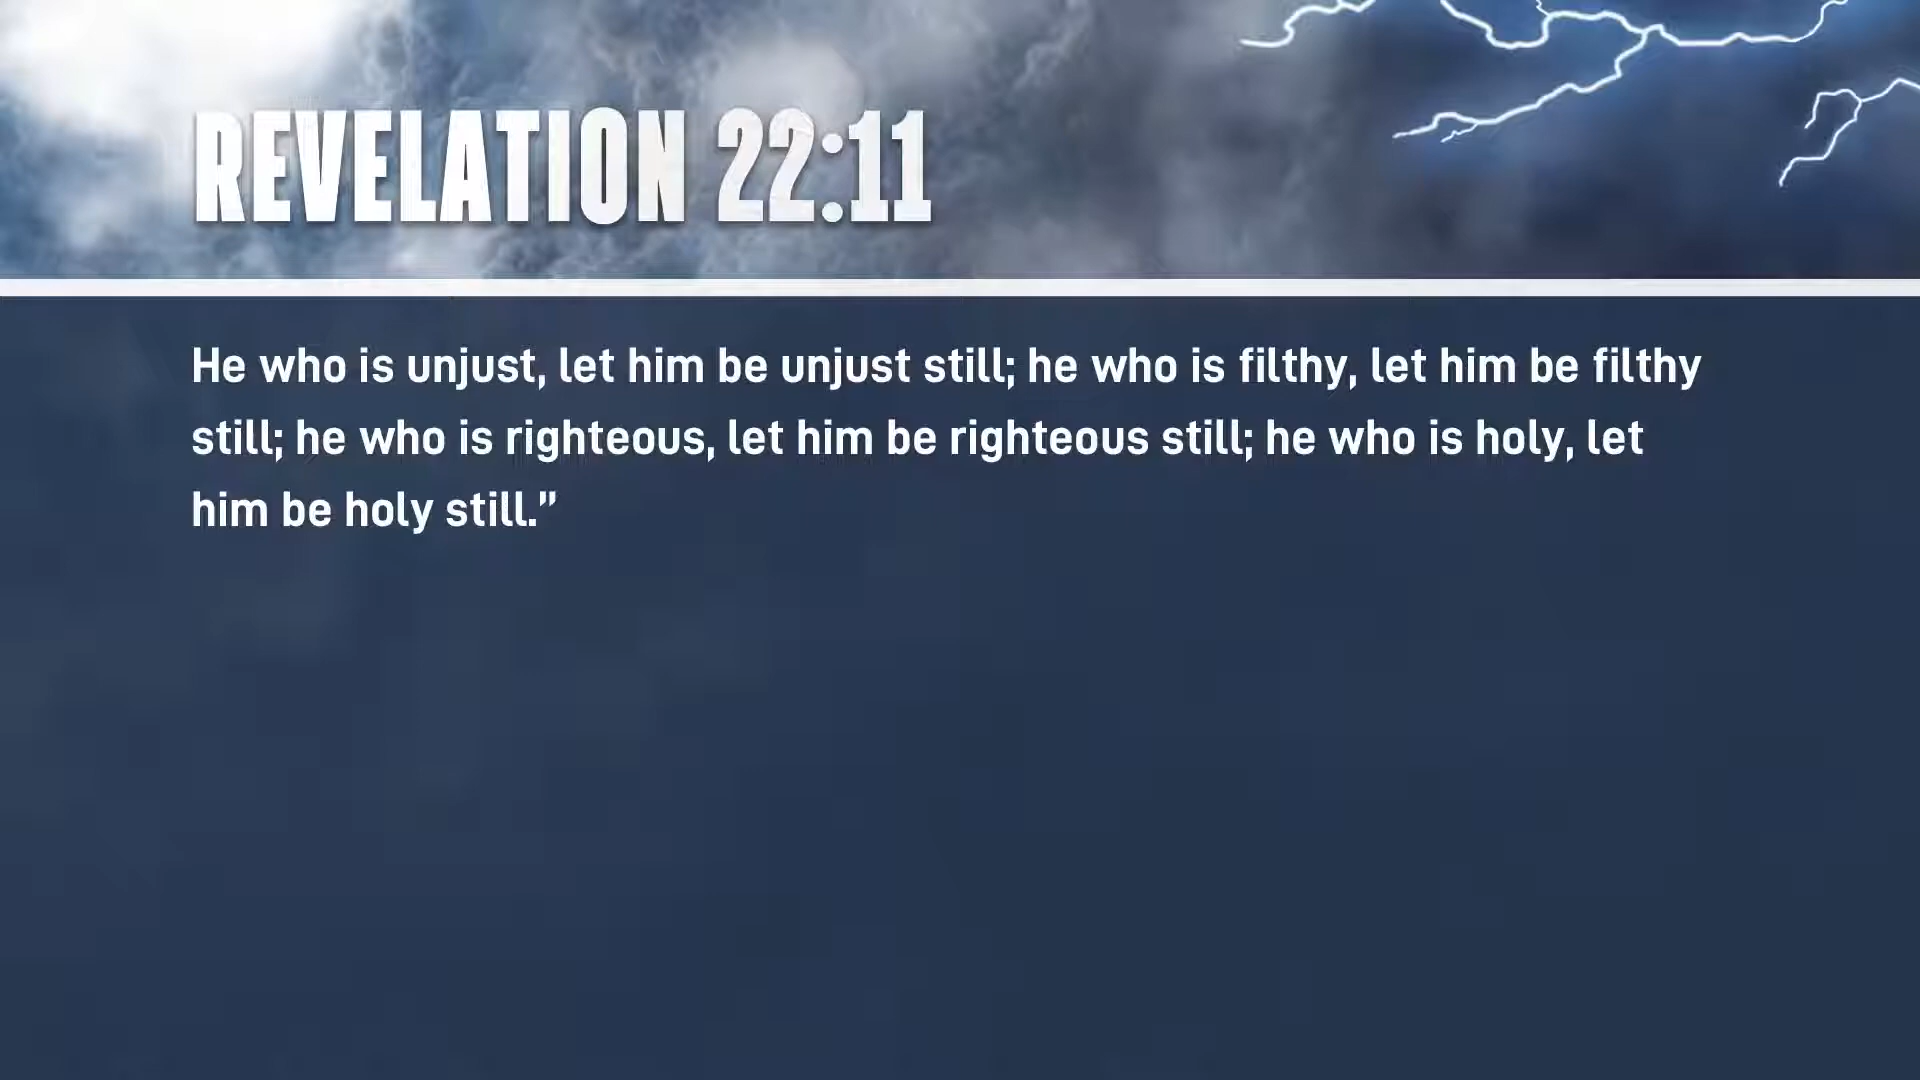 REVELATION 22:11
He who is unjust, let him be unjust still; he who is filthy, let him be filthy
still; he who is righteous, let him be righteous still; he who is holy, let
him be holy still.”